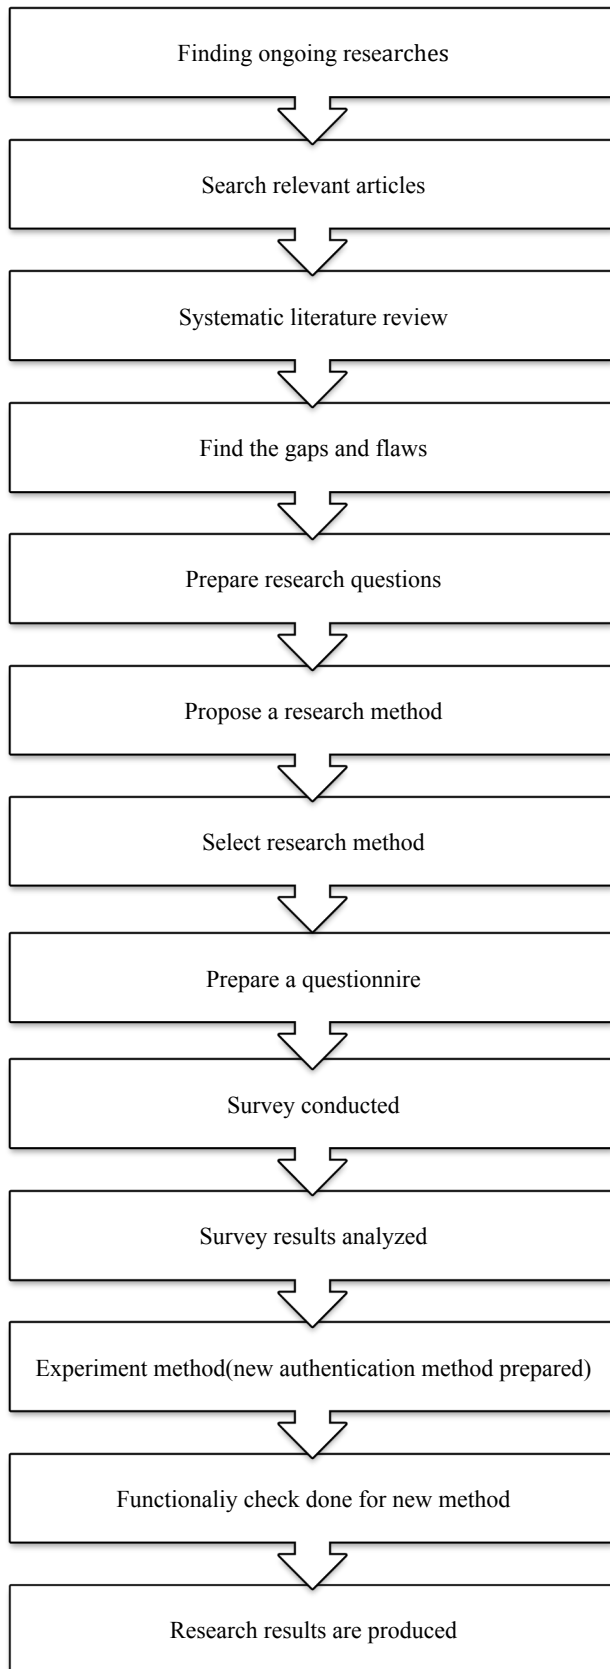 Finding ongoing researches
Search relevant articles
Systematic literature review
Find the gaps and flaws
Prepare research questions
Propose a research method
Select research method
Prepare a questionnire
Survey conducted
Survey results analyzed
Experiment method(new authentication method prepared)
Functionaliy check done for new method
Research results are produced